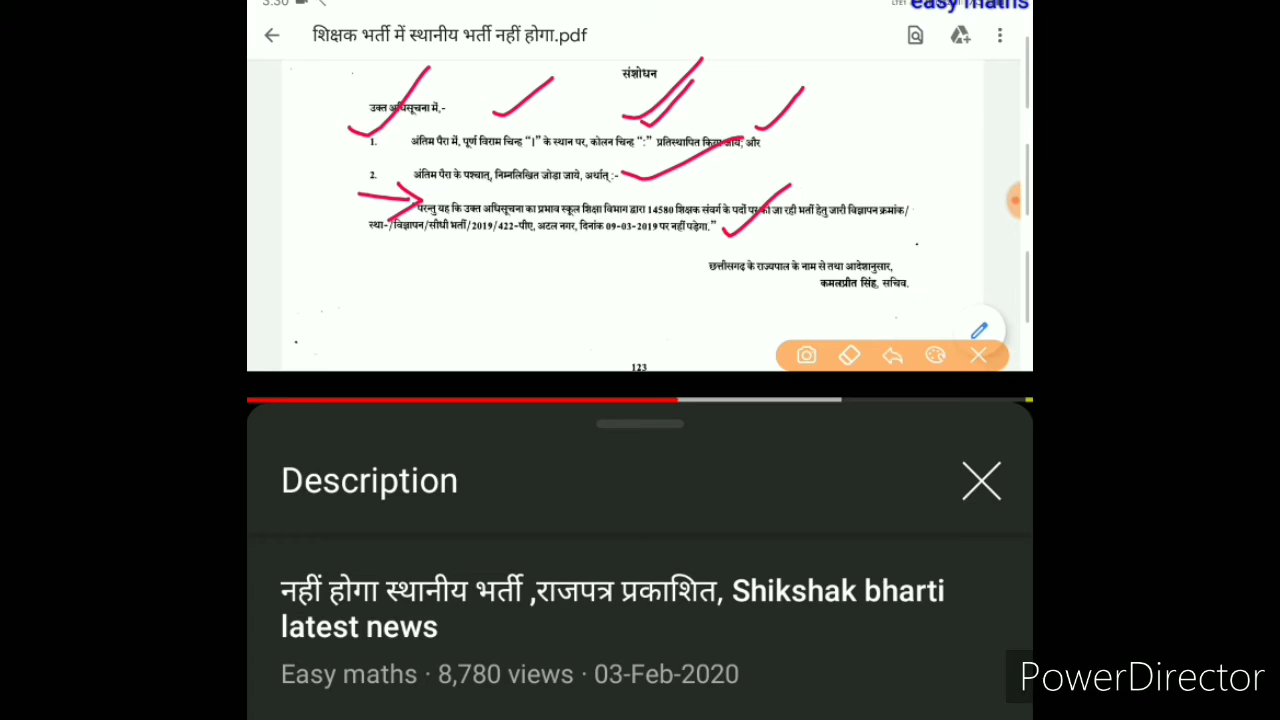 3:30
easy maths
शिक्षक भर्ती में स्थानीय भर्ती नहीं होगा.pdf
संशोधन
उक्त अधिसूचना में,-
1. अंतिम पैरा में, पूर्ण विराम चिन्ह "।" के स्थान पर, कोलन चिन्ह ":" प्रतिस्थापित किया जाये; और
2. अंतिम पैरा के पश्चात्, निम्नलिखित जोड़ा जाये, अर्थात् :-
परन्तु यह कि उक्त अधिसूचना का प्रभाव स्कूल शिक्षा विभाग द्वारा 14580 शिक्षक संवर्ग के पदों पर की जा रही भर्ती हेतु जारी विज्ञापन क्रमांक/
स्था-/विज्ञापन/सीधी भर्ती/2019/422-पीए, अटल नगर, दिनांक 09-03-2019 पर नहीं पड़ेगा."
छत्तीसगढ़ के राज्यपाल के नाम से तथा आदेशानुसार,
कमलप्रीत सिंह, सचिव.
123
Description
नहीं होगा स्थानीय भर्ती ,राजपत्र प्रकाशित, Shikshak bharti
latest news
Easy maths · 8,780 views · 03-Feb-2020
PowerDirector